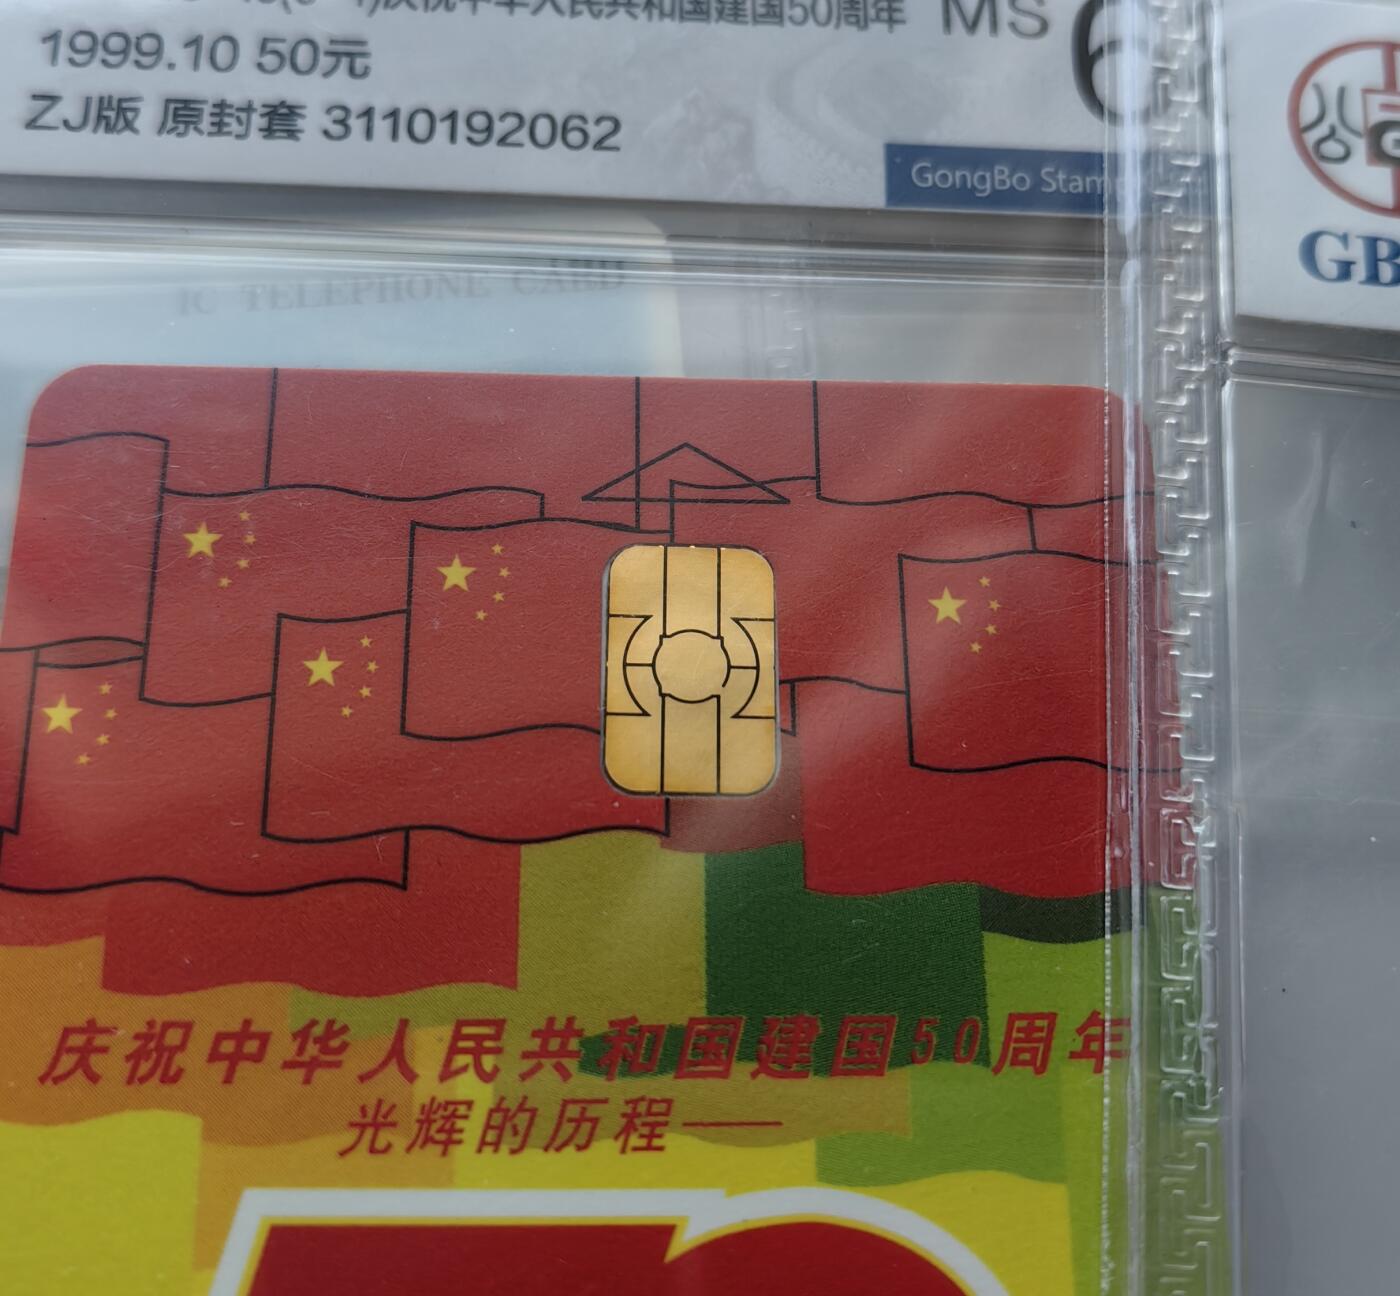 庆祝中华人民共和国建国50周年 MS 6
1999.10 50元
ZJ版 原封套 3110192062
GongBo Stam
GB
IC TELEPHONE CARD
庆祝中华人民共和国建国50周年
光辉的历程——